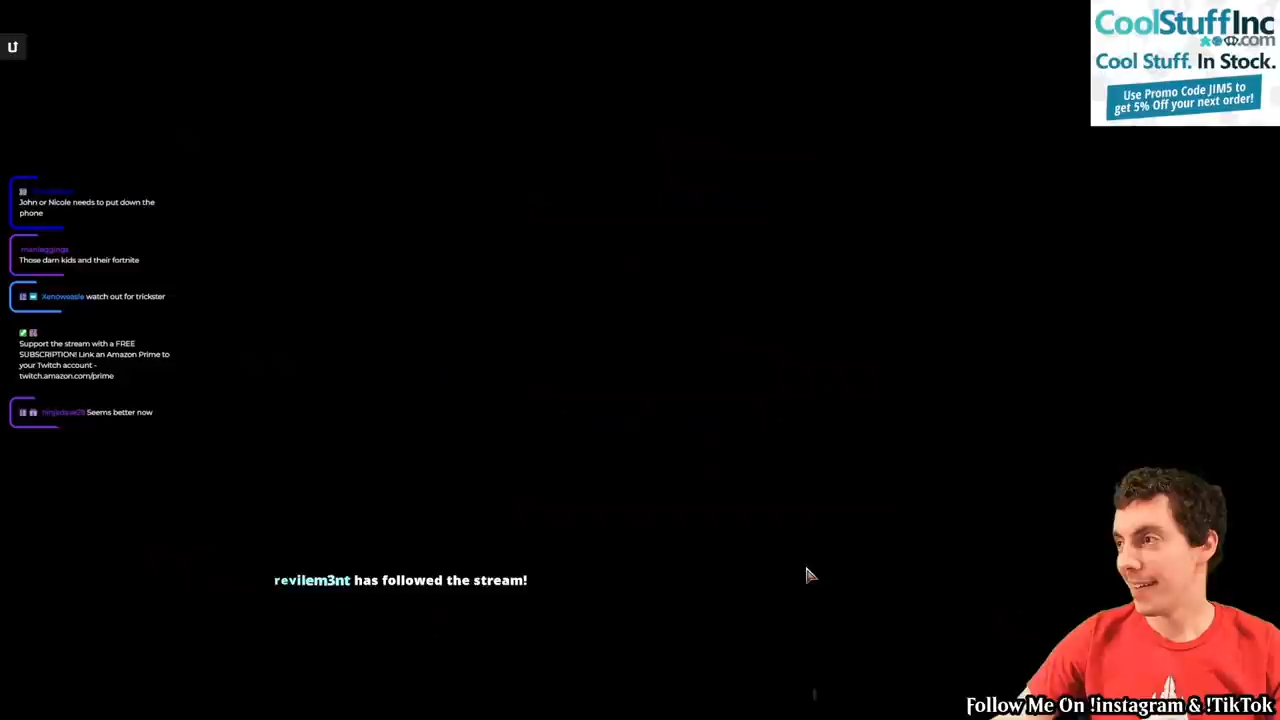 CoolStuffInc
.com
Cool Stuff. In Stock.
Use Promo Code JIM5 to
get 5% Off your next order!
John or Nicole needs to put down the
phone
Those darn kids and their fortnite
Xenoweasle watch out for trickster
Support the stream with a FREE
SUBSCRIPTION! Link an Amazon Prime to
your Twitch account -
twitch.amazon.com/prime
Seems better now
revilem3nt has followed the stream!
Follow Me On !instagram & !TikTok